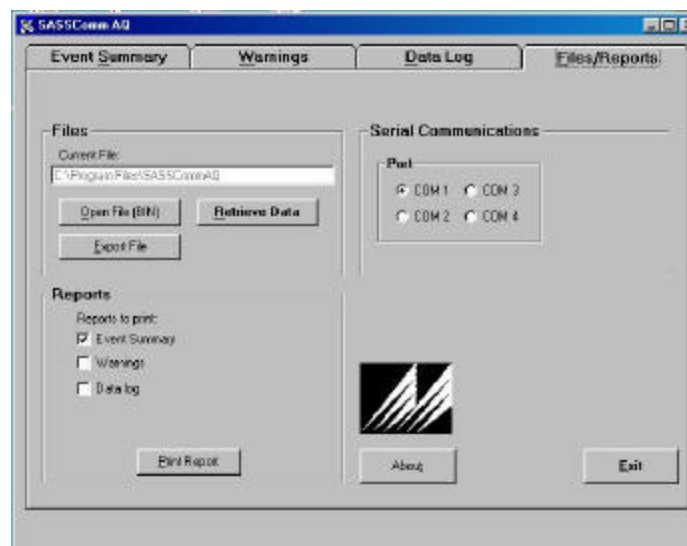 SASSComm AQ
Event Summary
Warnings
Data Log
Files/Reports
Files
Current File:
C:\Program Files\SASSCommAQ
Open File (BIN)
Retrieve Data
Export File
Serial Communications
Port
COM 1
COM 3
COM 2
COM 4
Reports
Reports to print:
Event Summary
Warnings
Data log
Print Report
About
Exit